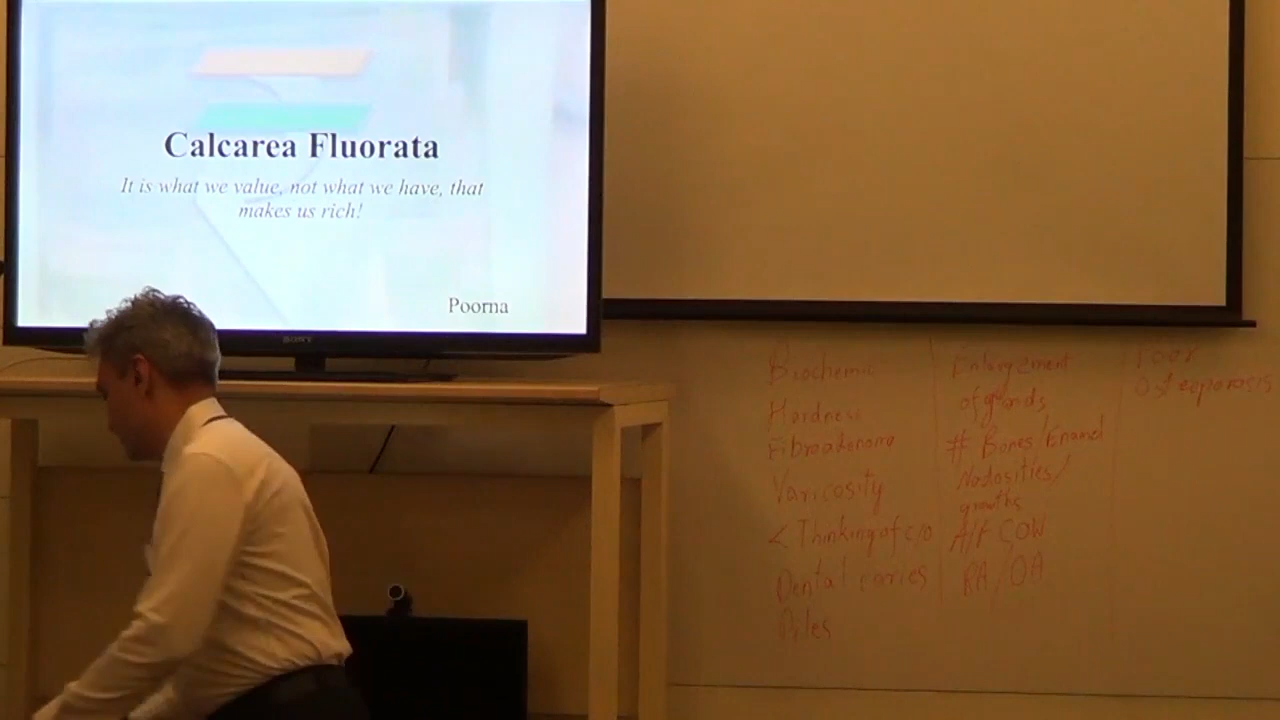 Calcarea Fluorata
It is what we value, not what we have, that
makes us rich!
Poorna
SONY
Biochemic
Hardness
Fibroadenoma
Varicosity
< Thinking of c/o
Dental caries
Piles
Enlargement
of glands
# Bones/Enamel
Nodosities/
growths
A/F COW
RA/OA
Fear
Osteoporosis